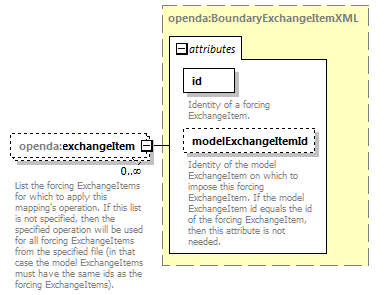 openda:BoundaryExchangeItemXML
attributes
id
Identity of a forcing
ExchangeItem.
modelExchangeItemId
Identity of the model
ExchangeItem on which to
impose this forcing
ExchangeItem. If the model
ExchangeItem id equals the id
of the forcing ExchangeItem,
then this attribute is not
needed.
openda:exchangeItem
0..∞
List the forcing ExchangeItems
for which to apply this
mapping's operation. If this list
is not specified, then the
specified operation will be used
for all forcing ExchangeItems
from the specified file (in that
case the model ExchangeItems
must have the same ids as the
forcing ExchangeItems).